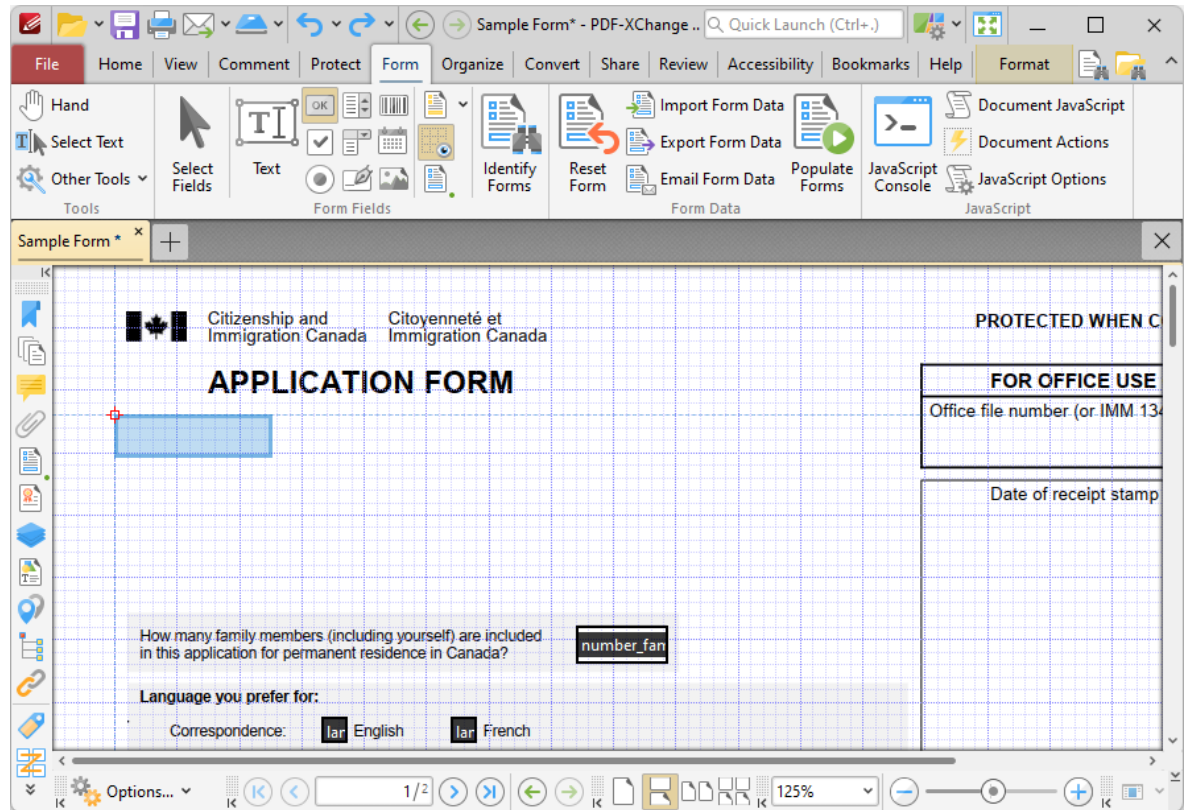 Sample Form* - PDF-XChange ..
Quick Launch (Ctrl+.)
File Home View Comment Protect Form Organize Convert Share Review Accessibility Bookmarks Help Format
Hand
Select Text
Other Tools
Tools
Select Fields
Text
OK
Identify Forms
Form Fields
Reset Form
Import Form Data
Export Form Data
Email Form Data
Populate Forms
Form Data
JavaScript Console
Document JavaScript
Document Actions
JavaScript Options
JavaScript
Sample Form *
Citizenship and
Immigration Canada
Citoyenneté et
Immigration Canada
PROTECTED WHEN
APPLICATION FORM
FOR OFFICE USE
Office file number (or IMM 134
Date of receipt stamp
How many family members (including yourself) are included
in this application for permanent residence in Canada?
number_fan
Language you prefer for:
Correspondence: lar English lar French
Options... 1/2 125%